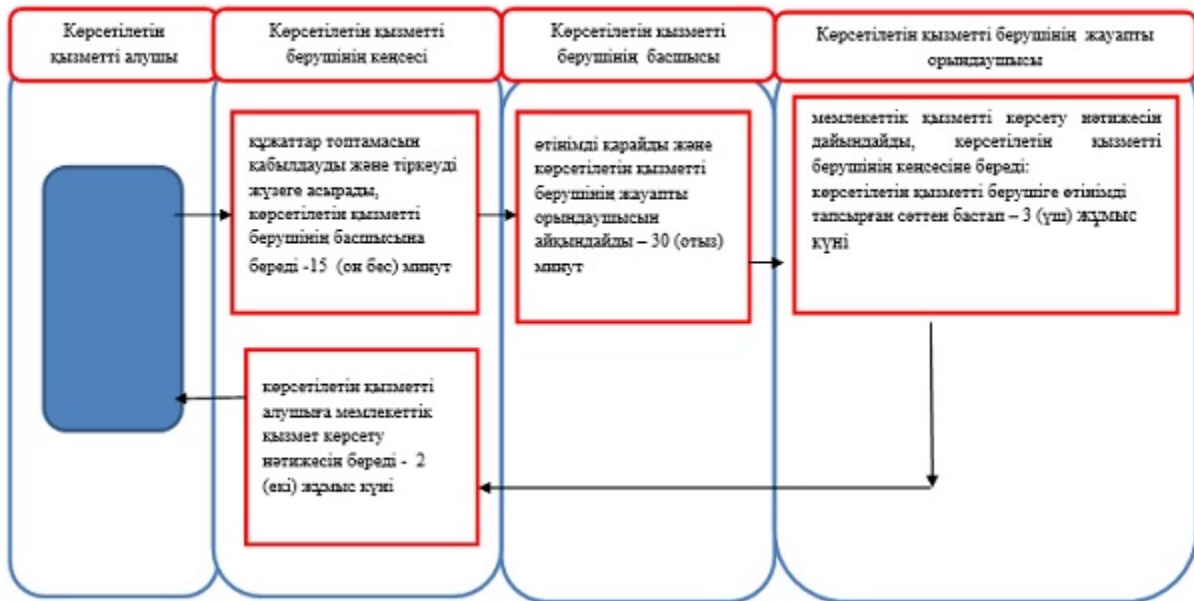 Көрсетілетін
қызметті алушы
Көрсетілетін қызметті
берушінің кеңсесі
Көрсетілетін қызметті
берушінің басшысы
Көрсетілетін қызметті берушінің жауапты
орындаушысы
құжаттар топтамасын
қабылдауды және тіркеуді
жүзеге асырады,
көрсетілетін қызметті
берушінің басшысына
береді -15 (он бес) минут
өтінімді қарайды және
көрсетілетін қызметті
берушінің жауапты
орындаушысын
айқындайды – 30 (отыз)
минут
мемлекеттік қызметті көрсету нәтижесін
дайындайды, көрсетілетін қызметті
берушінің кеңсесіне береді:
көрсетілетін қызметті берушіге өтінімді
тапсырған сәттен бастап – 3 (үш) жұмыс
күні
көрсетілетін қызметті
алушыға мемлекеттік
қызмет көрсету
нәтижесін береді - 2
(екі) жұмыс күні